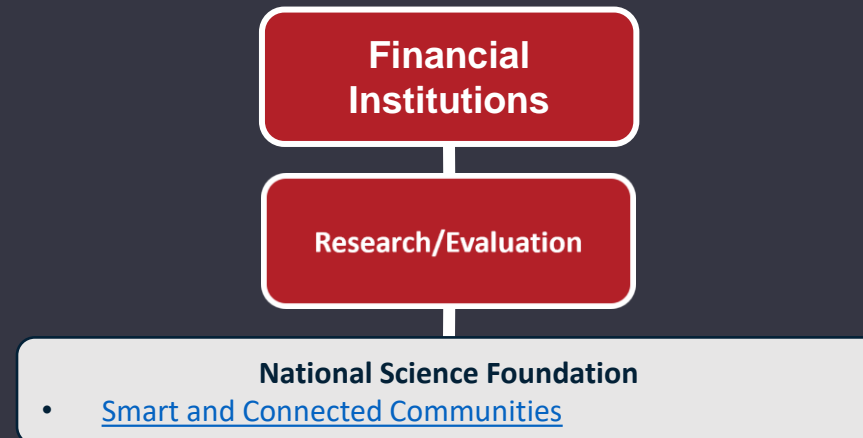 Financial
Institutions
Research/Evaluation
National Science Foundation
• Smart and Connected Communities